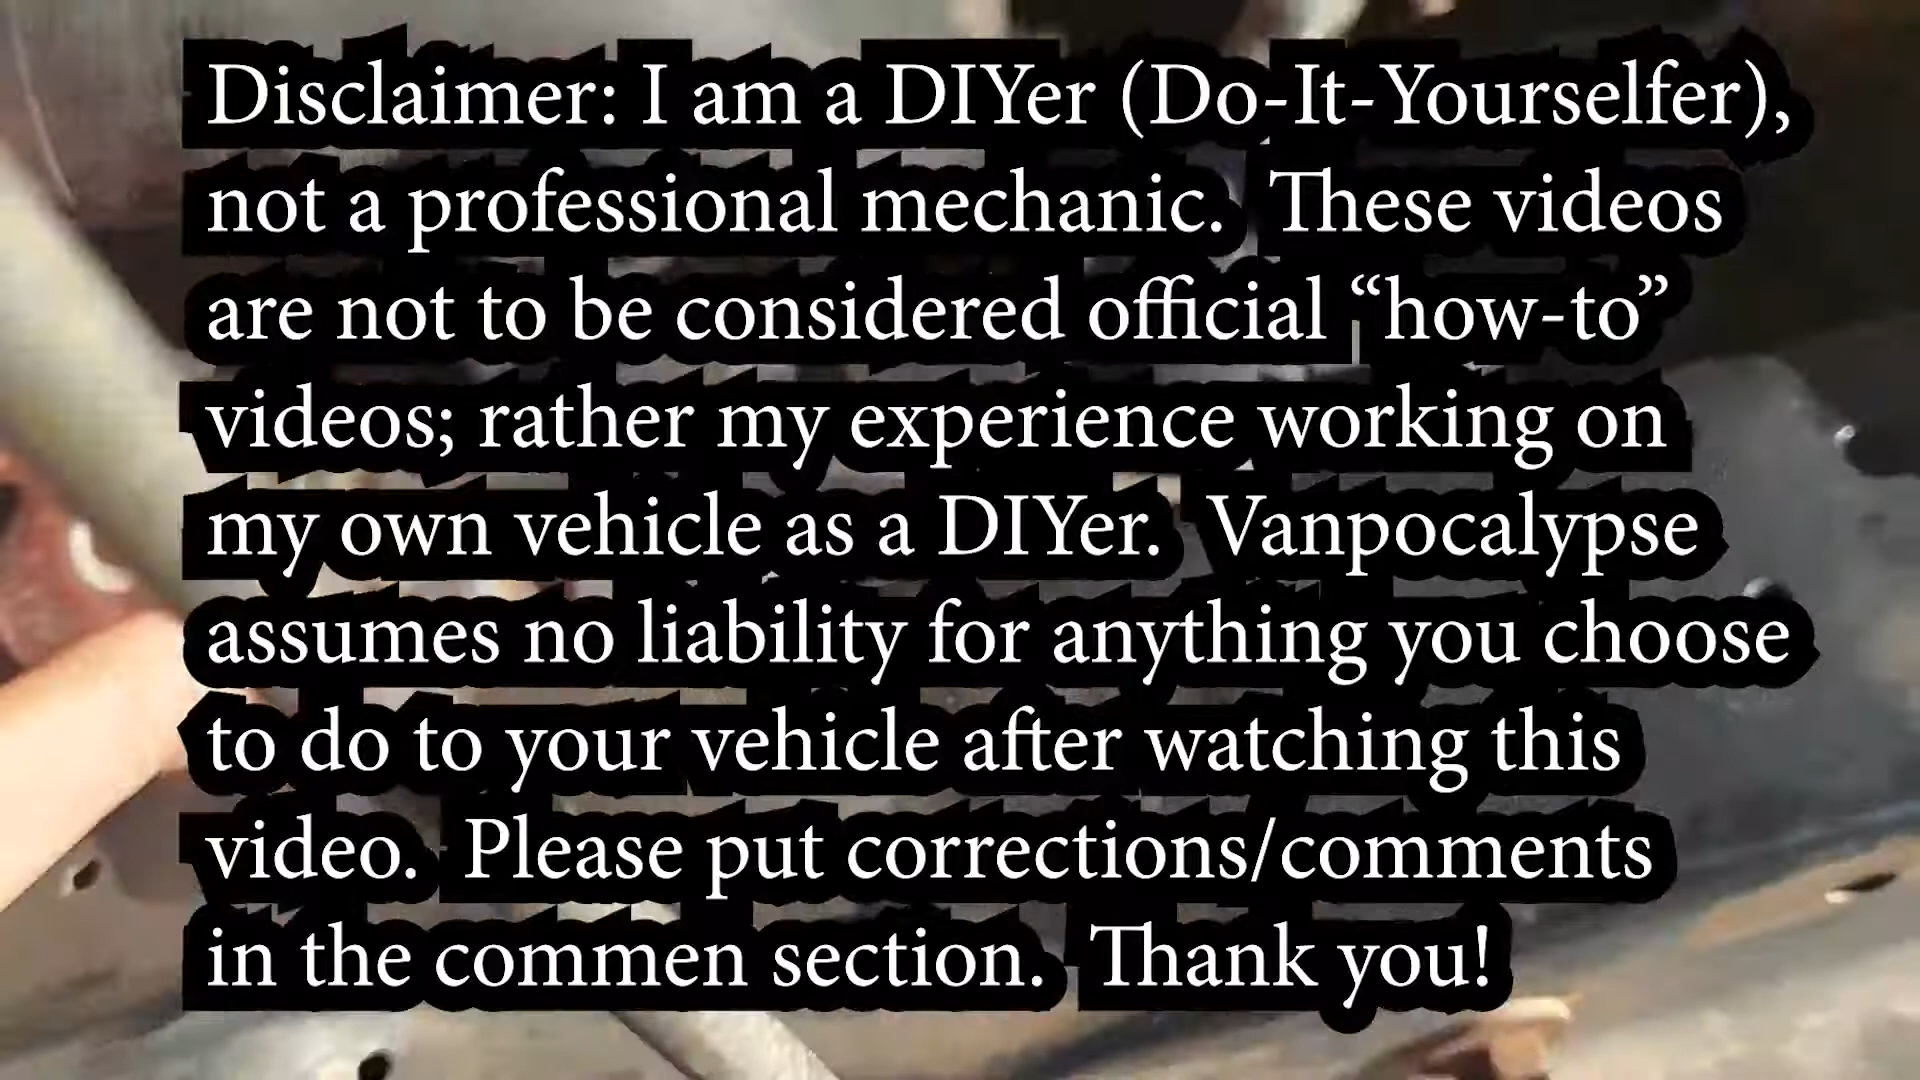 Disclaimer: I am a DIYer (Do-It-Yourselfer),
not a professional mechanic.  These videos
are not to be considered official “how-to”
videos; rather my experience working on
my own vehicle as a DIYer.  Vanpocalypse
assumes no liability for anything you choose
to do to your vehicle after watching this
video.  Please put corrections/comments
in the commen section.  Thank you!